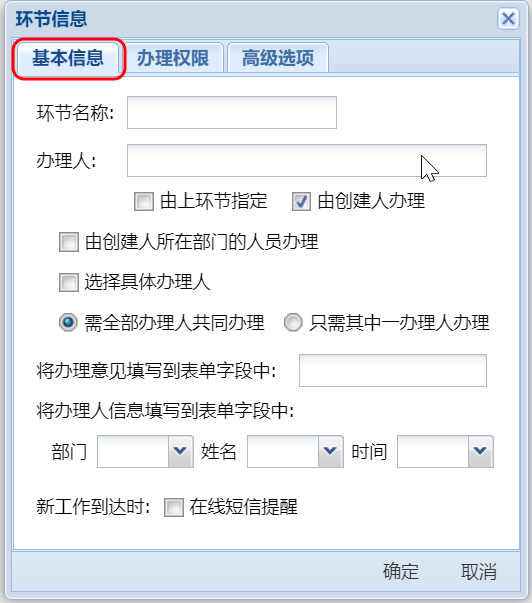 环节信息
基本信息 办理权限 高级选项
环节名称:
办理人:
由上环节指定 由创建人办理
由创建人所在部门的人员办理
选择具体办理人
需全部办理人共同办理 只需其中一办理人办理
将办理意见填写到表单字段中:
将办理人信息填写到表单字段中:
部门 姓名 时间
新工作到达时: 在线短信提醒
确定 取消